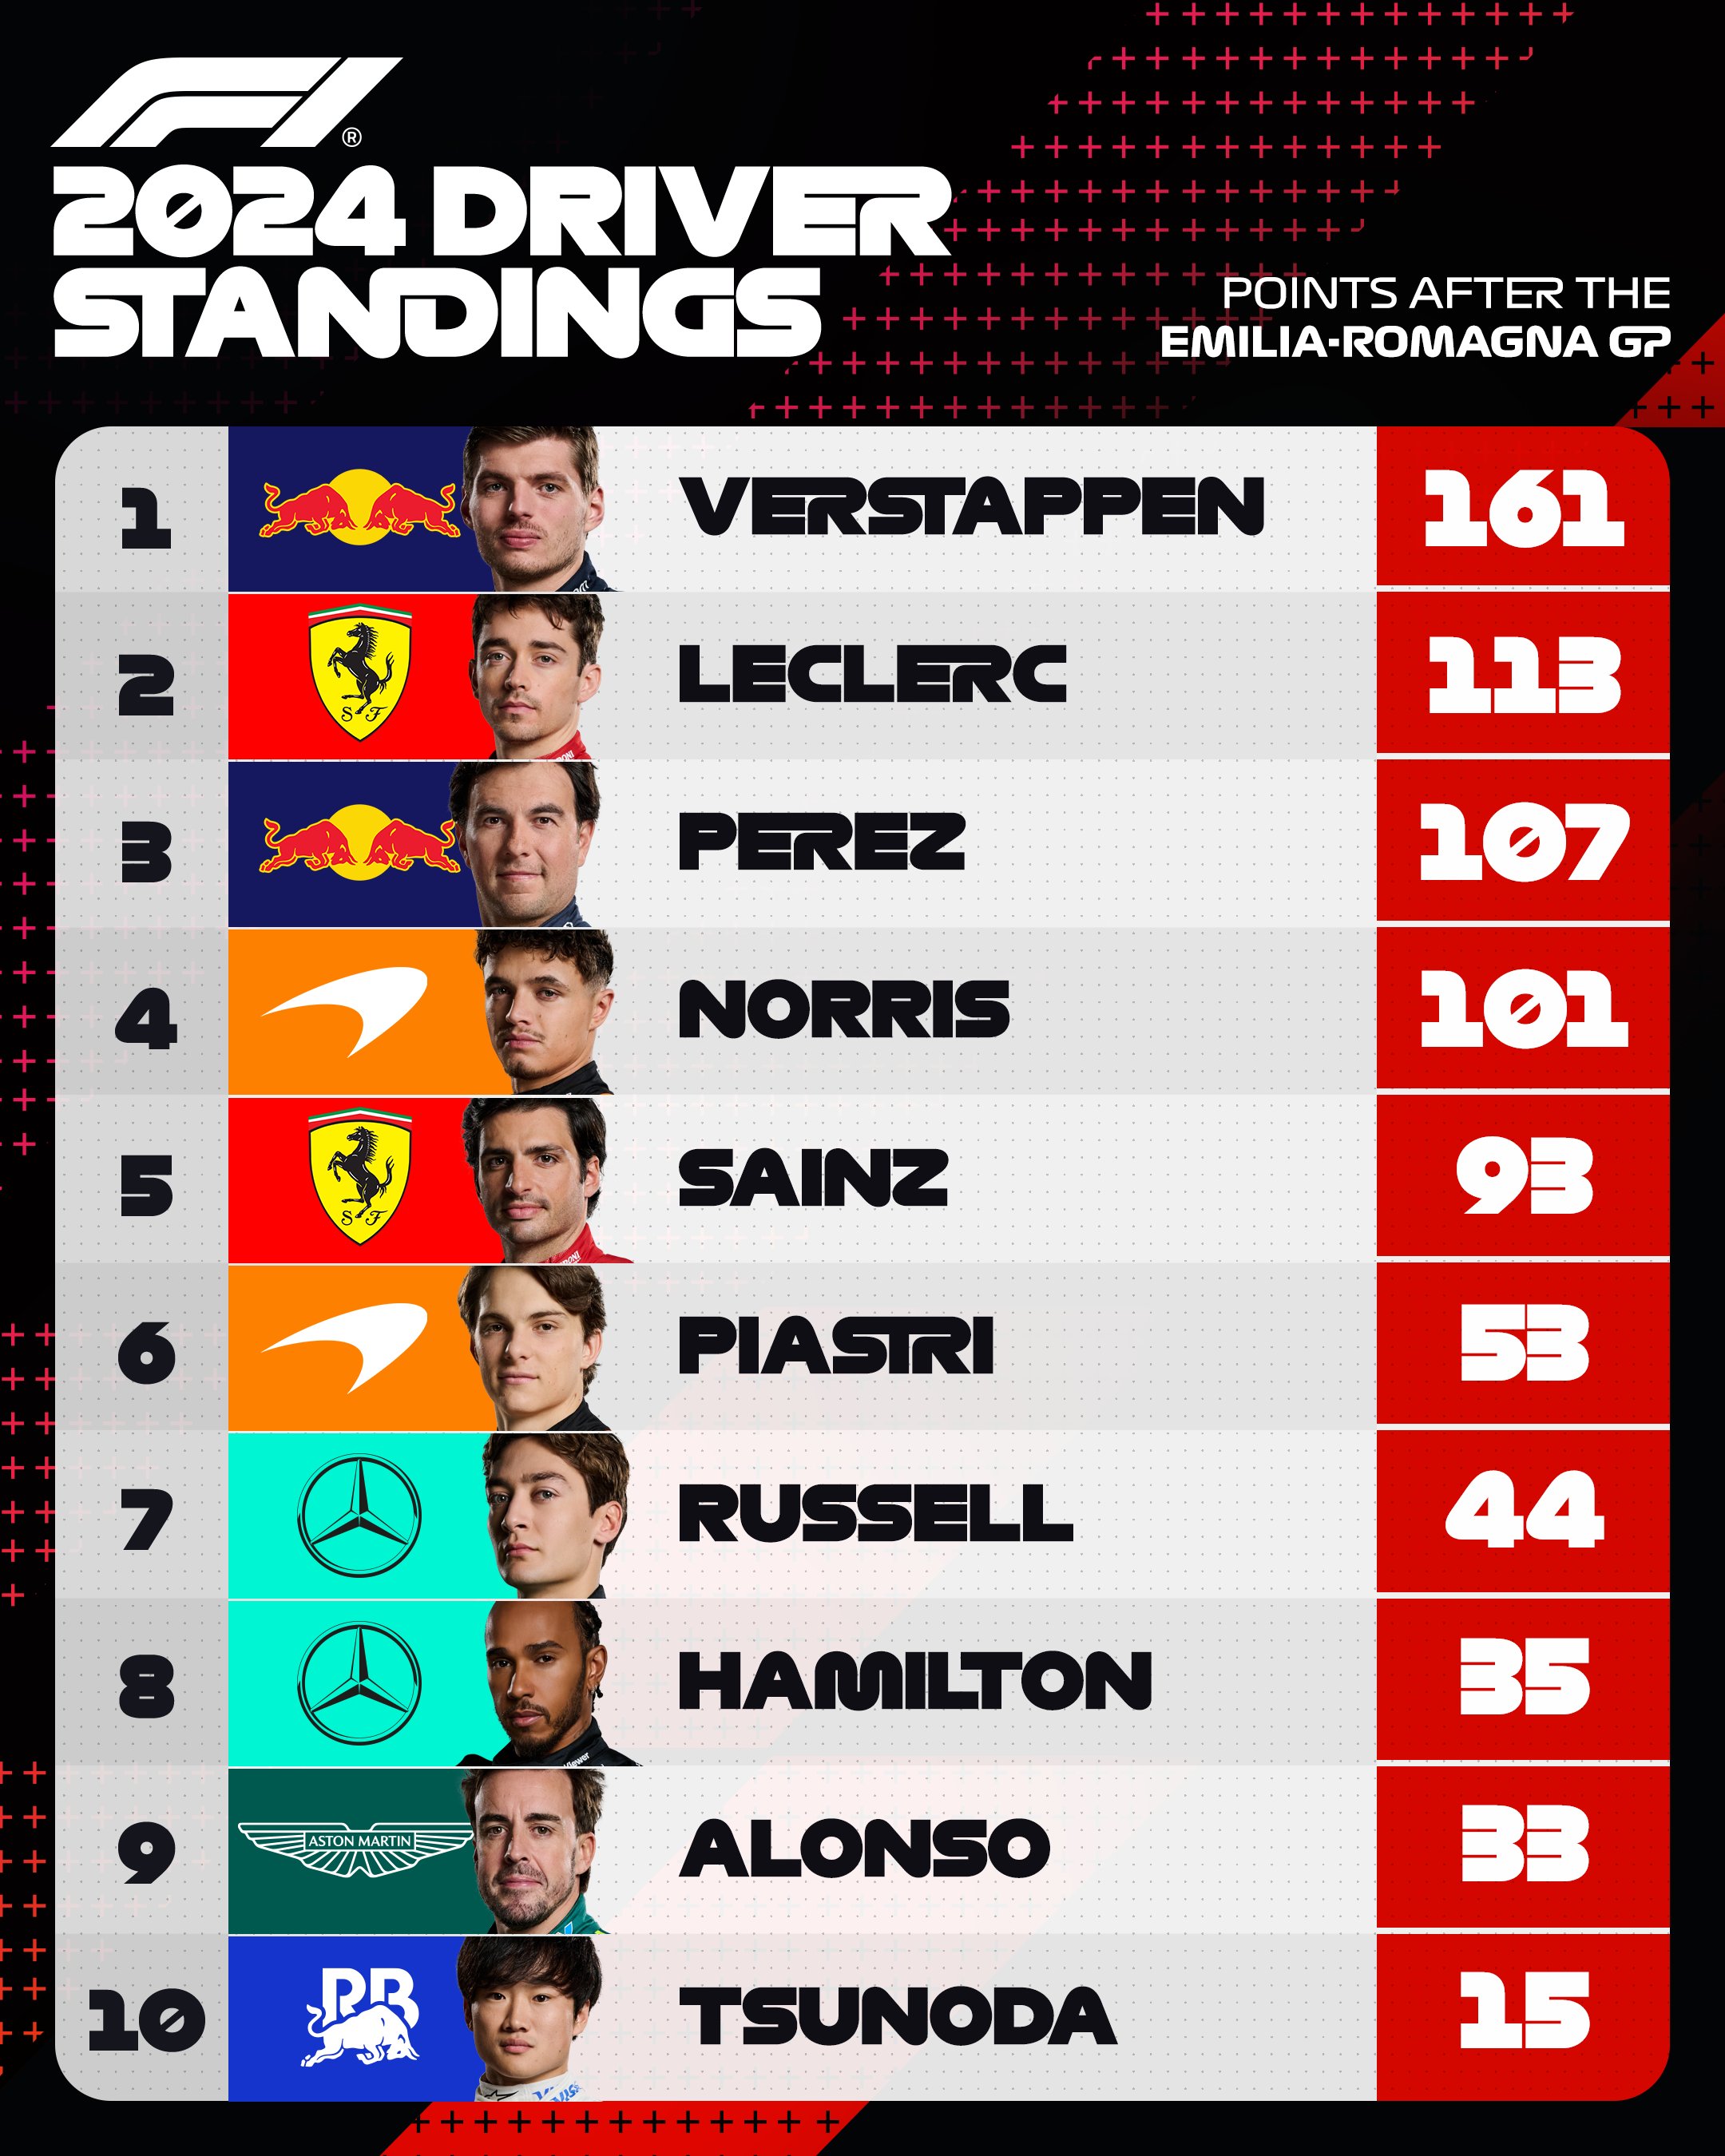 F1®
2024 DRIVER
STANDINGS
POINTS AFTER THE
EMILIA-ROMAGNA GP
1 VERSTAPPEN 161
2 S F LECLERC 113
3 PEREZ 107
4 NORRIS 101
5 S F SAINZ 93
6 PIASTRI 53
7 RUSSELL 44
8 HAMILTON 35
9 ASTON MARTIN ALONSO 33
10 RB TSUNODA 15